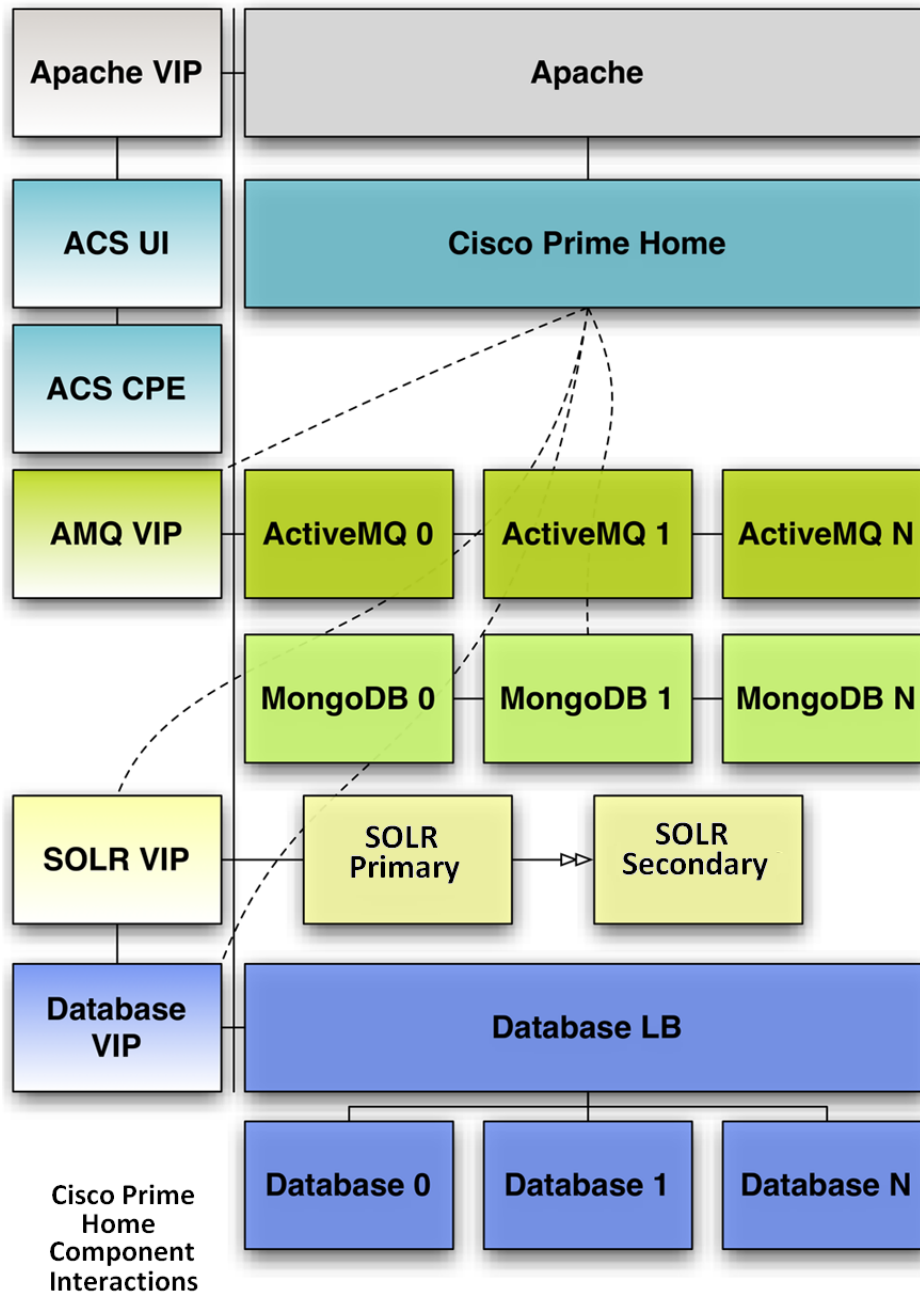 Apache VIP
Apache
ACS UI
Cisco Prime Home
ACS CPE
AMQ VIP
ActiveMQ 0
ActiveMQ 1
ActiveMQ N
MongoDB 0
MongoDB 1
MongoDB N
SOLR VIP
SOLR
Primary
SOLR
Secondary
Database
VIP
Database LB
Database 0
Database 1
Database N
Cisco Prime
Home
Component
Interactions